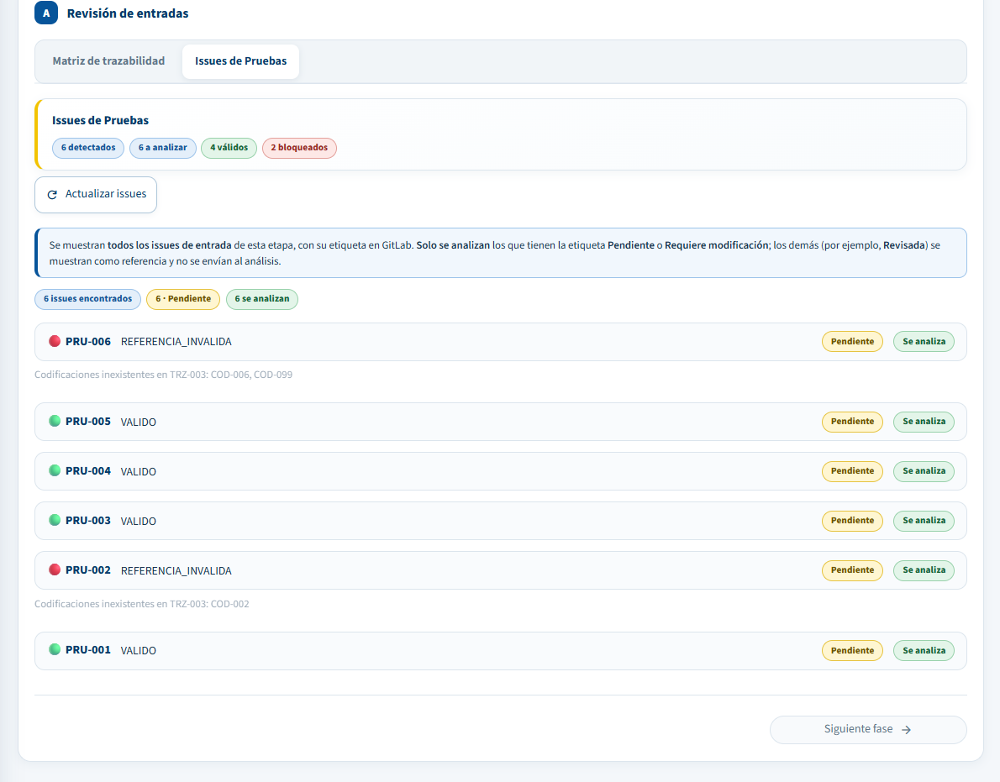 A Revisión de entradas
Matriz de trazabilidad Issues de Pruebas
Issues de Pruebas
6 detectados 6 a analizar 4 válidos 2 bloqueados
Actualizar issues
Se muestran todos los issues de entrada de esta etapa, con su etiqueta en GitLab. Solo se analizan los que tienen la etiqueta Pendiente o Requiere modificación; los demás (por ejemplo, Revisada) se
muestran como referencia y no se envían al análisis.
6 issues encontrados 6 · Pendiente 6 se analizan
PRU-006 REFERENCIA_INVALIDA Pendiente Se analiza
Codificaciones inexistentes en TRZ-003: COD-006, COD-099
PRU-005 VALIDO Pendiente Se analiza
PRU-004 VALIDO Pendiente Se analiza
PRU-003 VALIDO Pendiente Se analiza
PRU-002 REFERENCIA_INVALIDA Pendiente Se analiza
Codificaciones inexistentes en TRZ-003: COD-002
PRU-001 VALIDO Pendiente Se analiza
Siguiente fase →